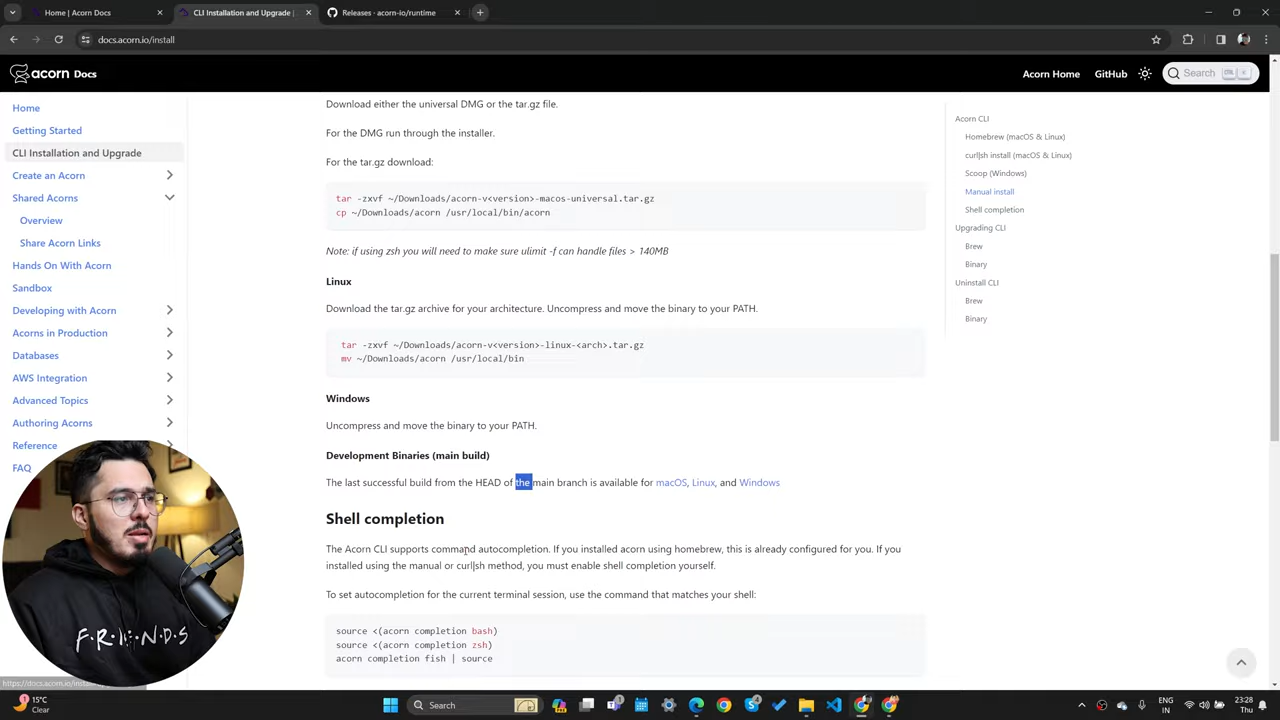 Home | Acorn Docs
CLI Installation and Upgrade |
Releases · acorn-io/runtime
docs.acorn.io/install
acorn Docs
Acorn Home
GitHub
Search
Home
Getting Started
CLI Installation and Upgrade
Create an Acorn
Shared Acorns
Overview
Share Acorn Links
Hands On With Acorn
Sandbox
Developing with Acorn
Acorns in Production
Databases
AWS Integration
Advanced Topics
Authoring Acorns
Reference
FAQ
Download either the universal DMG or the tar.gz file.
For the DMG run through the installer.
For the tar.gz download:
tar -zxvf ~/Downloads/acorn-v<version>-macos-universal.tar.gz
cp ~/Downloads/acorn /usr/local/bin/acorn
Note: if using zsh you will need to make sure ulimit -f can handle files > 140MB
Linux
Download the tar.gz archive for your architecture. Uncompress and move the binary to your PATH.
tar -zxvf ~/Downloads/acorn-v<version>-linux-<arch>.tar.gz
mv ~/Downloads/acorn /usr/local/bin
Windows
Uncompress and move the binary to your PATH.
Development Binaries (main build)
The last successful build from the HEAD of the main branch is available for macOS, Linux, and Windows
Shell completion
The Acorn CLI supports command autocompletion. If you installed acorn using homebrew, this is already configured for you. If you
installed using the manual or curl|sh method, you must enable shell completion yourself.
To set autocompletion for the current terminal session, use the command that matches your shell:
source <(acorn completion bash)
source <(acorn completion zsh)
acorn completion fish | source
Acorn CLI
Homebrew (macOS & Linux)
curl|sh install (macOS & Linux)
Scoop (Windows)
Manual install
Shell completion
Upgrading CLI
Brew
Binary
Uninstall CLI
Brew
Binary
F·R·I·E·N·D·S
15°C
Clear
Search
ENG
IN
23:28
Thu